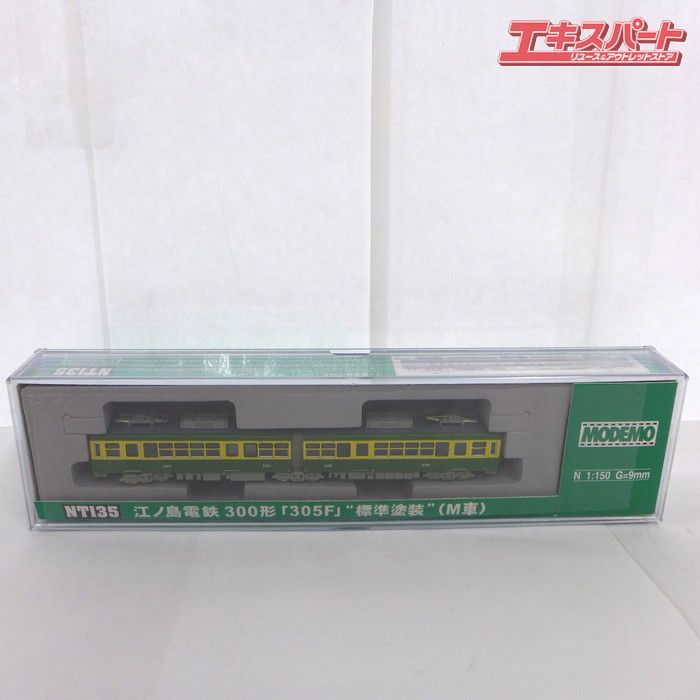 エキスパート
リユース&アウトレットストア
NT135
MODEMO
N 1:150 G=9mm
NT135 江ノ島電鉄 300形「305F」“標準塗装”(M車)